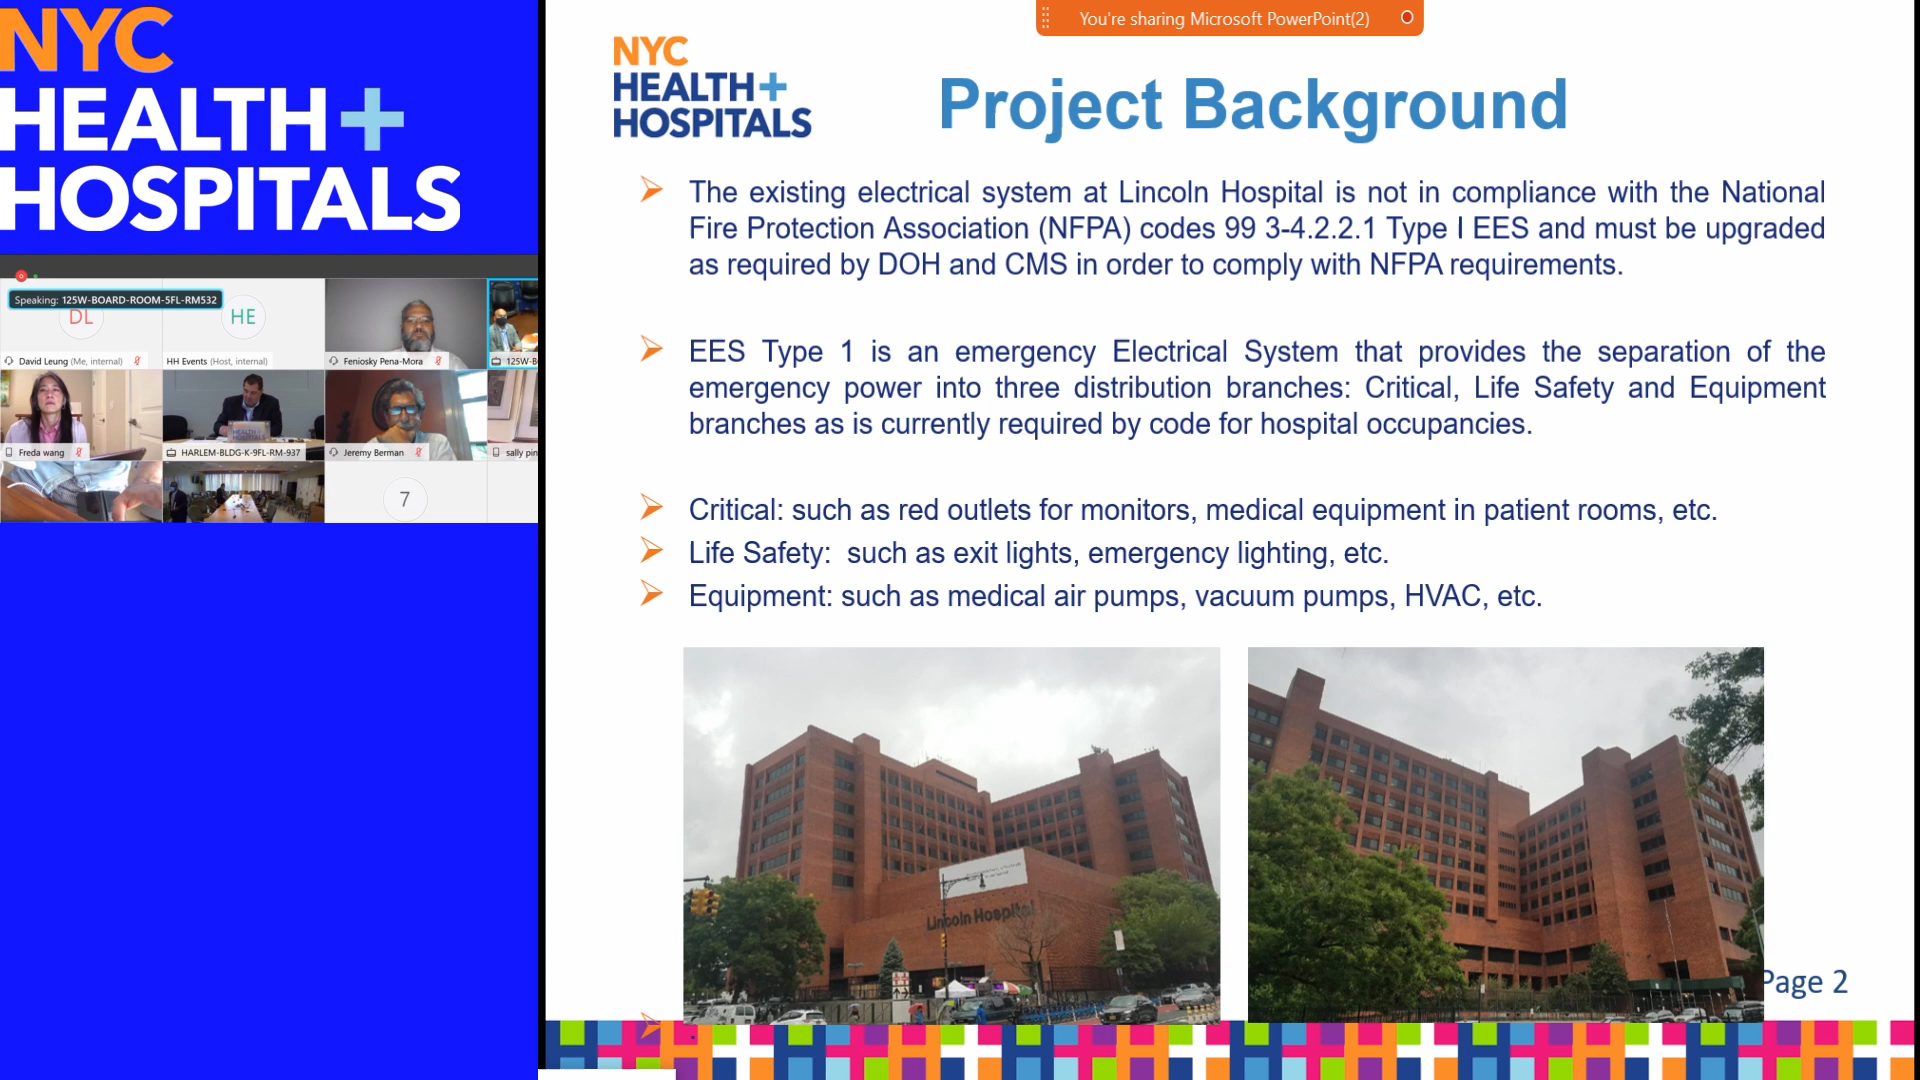 NYC
HEALTH+
HOSPITALS
Speaking: 125W-BOARD-ROOM-5FL-RM532
DL
HE
David Leung (Me, internal)
HH Events (Host, internal)
Feniosky Pena-Mora
125W-B
Freda wang
HARLEM-BLDG-K-9FL-RM-937
Jeremy Berman
sally pin
7
You're sharing Microsoft PowerPoint(2)
NYC
HEALTH+
HOSPITALS
Project Background
The existing electrical system at Lincoln Hospital is not in compliance with the National
Fire Protection Association (NFPA) codes 99 3-4.2.2.1 Type I EES and must be upgraded
as required by DOH and CMS in order to comply with NFPA requirements.
EES Type 1 is an emergency Electrical System that provides the separation of the
emergency power into three distribution branches: Critical, Life Safety and Equipment
branches as is currently required by code for hospital occupancies.
Critical: such as red outlets for monitors, medical equipment in patient rooms, etc.
Life Safety: such as exit lights, emergency lighting, etc.
Equipment: such as medical air pumps, vacuum pumps, HVAC, etc.
Lincoln Hospital
Page 2